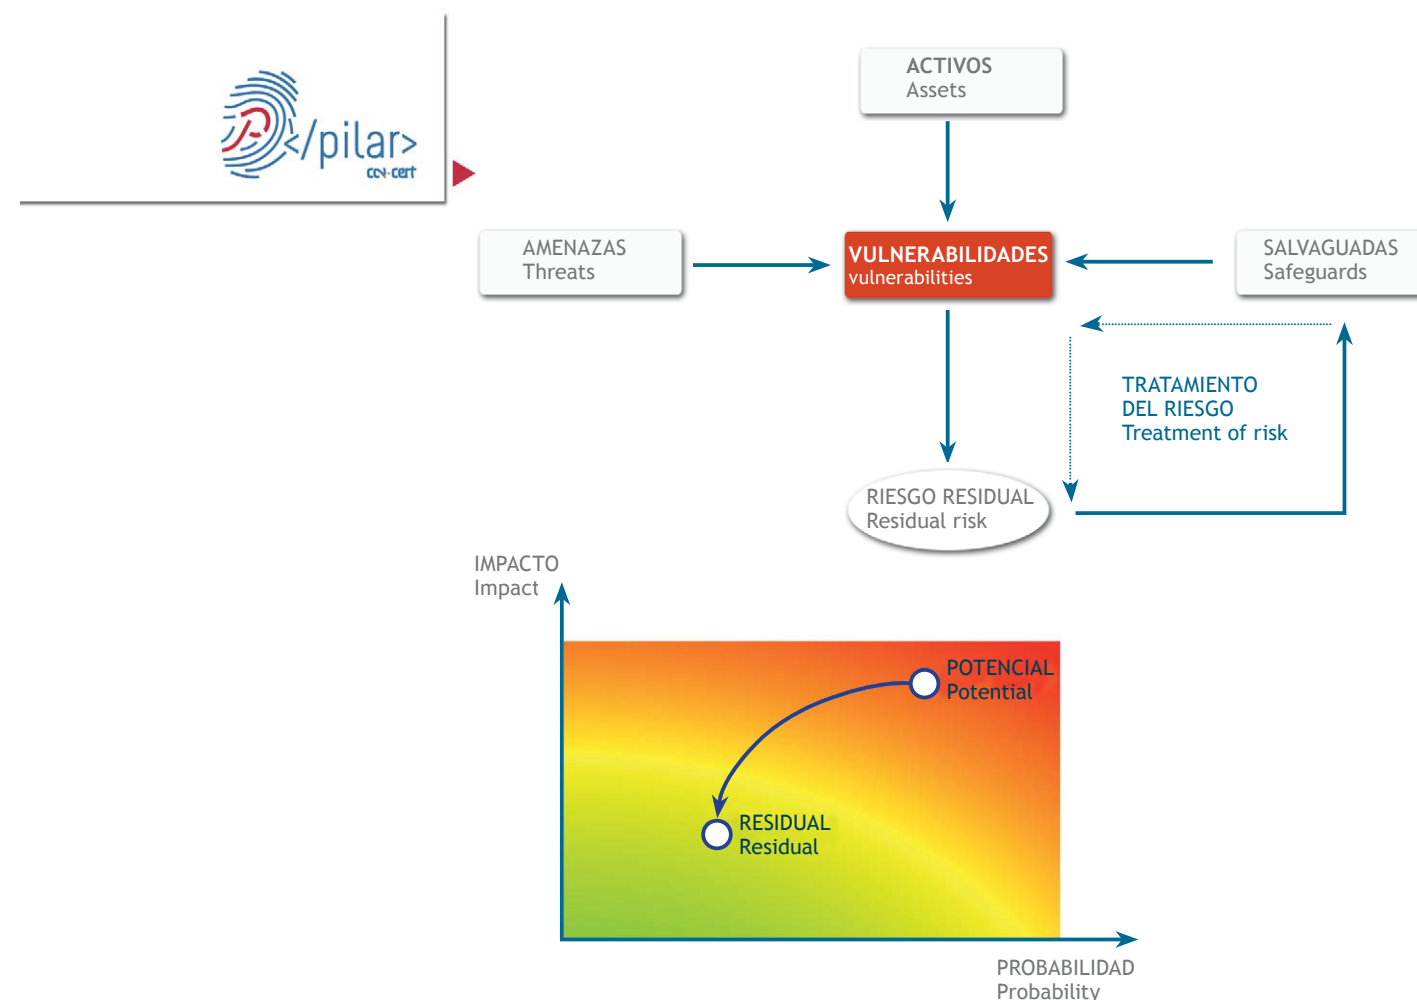 </pilar>
ccn-cert
ACTIVOS
Assets
AMENAZAS
Threats
VULNERABILIDADES
vulnerabilities
SALVAGUADAS
Safeguards
TRATAMIENTO
DEL RIESGO
Treatment of risk
RIESGO RESIDUAL
Residual risk
IMPACTO
Impact
POTENCIAL
Potential
RESIDUAL
Residual
PROBABILIDAD
Probability